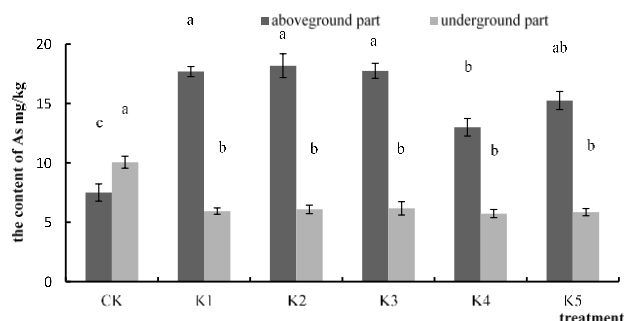 aboveground part underground part
a a a b ab
20
15
c a b b b b b
10
5
0
the content of As mg/kg
CK K1 K2 K3 K4 K5
treatment